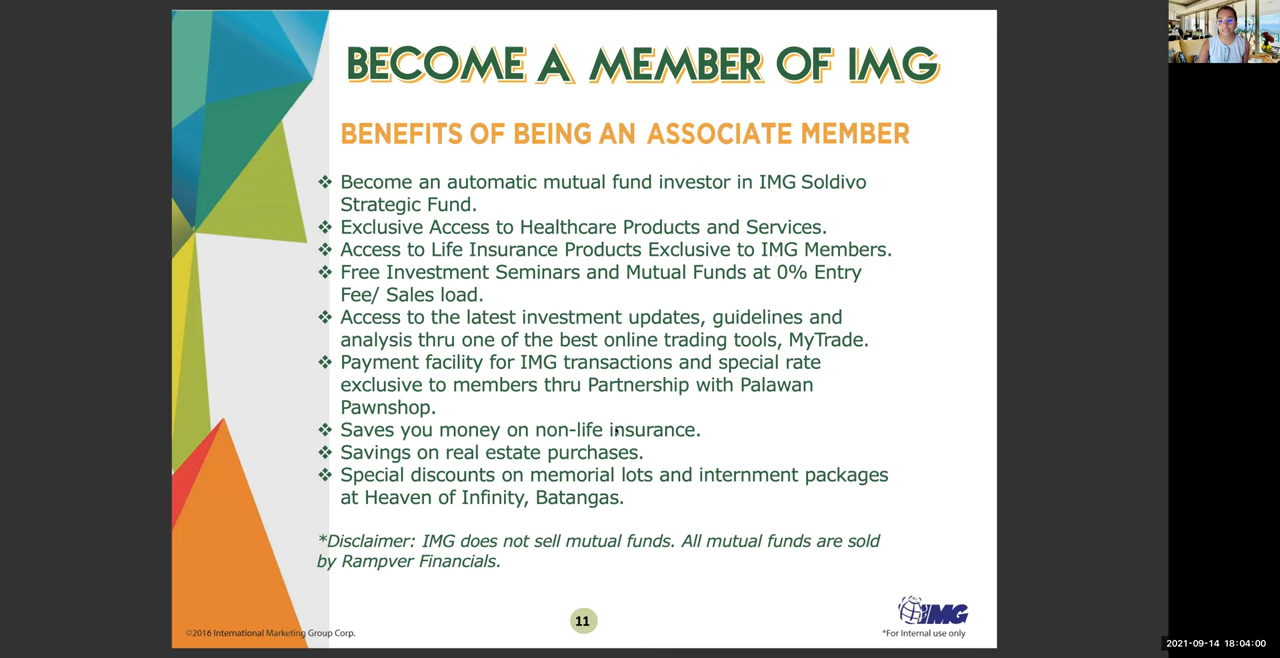 BECOME A MEMBER OF IMG
BENEFITS OF BEING AN ASSOCIATE MEMBER
❖ Become an automatic mutual fund investor in IMG Soldivo
Strategic Fund.
❖ Exclusive Access to Healthcare Products and Services.
❖ Access to Life Insurance Products Exclusive to IMG Members.
❖ Free Investment Seminars and Mutual Funds at 0% Entry
Fee/ Sales load.
❖ Access to the latest investment updates, guidelines and
analysis thru one of the best online trading tools, MyTrade.
❖ Payment facility for IMG transactions and special rate
exclusive to members thru Partnership with Palawan
Pawnshop.
❖ Saves you money on non-life insurance.
❖ Savings on real estate purchases.
❖ Special discounts on memorial lots and internment packages
at Heaven of Infinity, Batangas.
*Disclaimer: IMG does not sell mutual funds. All mutual funds are sold
by Rampver Financials.
11
IMG
©2016 International Marketing Group Corp.
*For Internal use only
2021-09-14 18:04:00